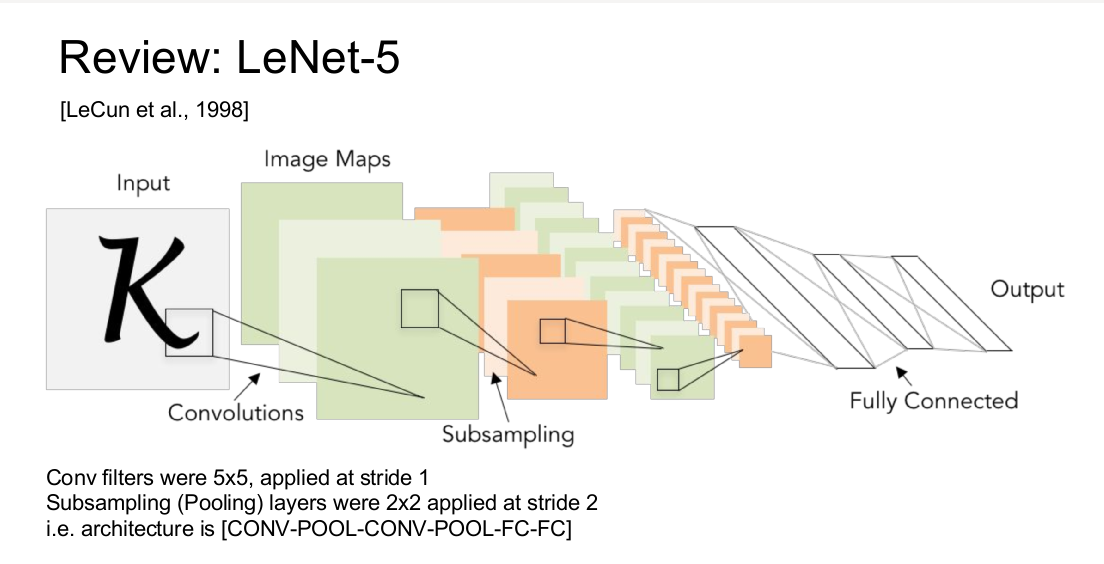 Review: LeNet-5
[LeCun et al., 1998]
Image Maps
Input
K
Output
Fully Connected
Convolutions
Subsampling
Conv filters were 5x5, applied at stride 1
Subsampling (Pooling) layers were 2x2 applied at stride 2
i.e. architecture is [CONV-POOL-CONV-POOL-FC-FC]